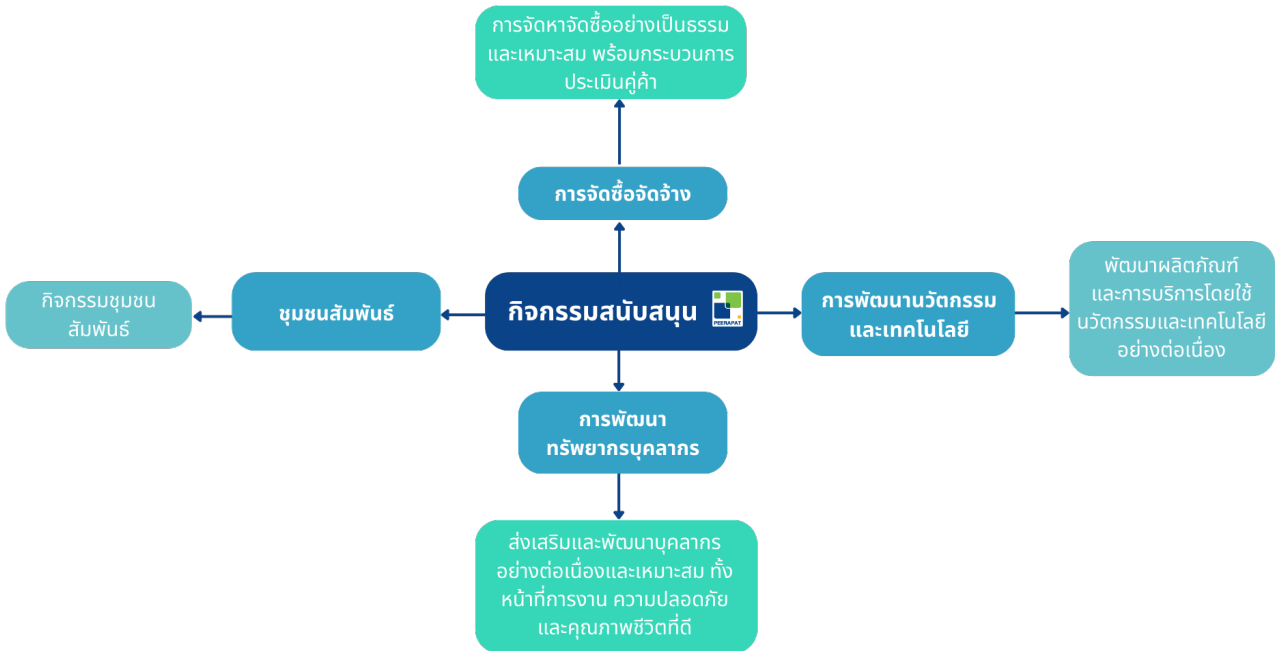 การจัดหาจัดซื้ออย่างเป็นธรรม
และเหมาะสม พร้อมกระบวนการ
ประเมินคู่ค้า
การจัดซื้อจัดจ้าง
กิจกรรมชุมชน
สัมพันธ์
ชุมชนสัมพันธ์
กิจกรรมสนับสนุน
PEERAPAT
การพัฒนานวัตกรรม
และเทคโนโลยี
พัฒนาผลิตภัณฑ์
และการบริการโดยใช้
นวัตกรรมและเทคโนโลยี
อย่างต่อเนื่อง
การพัฒนา
ทรัพยากรบุคลากร
ส่งเสริมและพัฒนาบุคลากร
อย่างต่อเนื่องและเหมาะสม ทั้ง
หน้าที่การงาน ความปลอดภัย
และคุณภาพชีวิตที่ดี